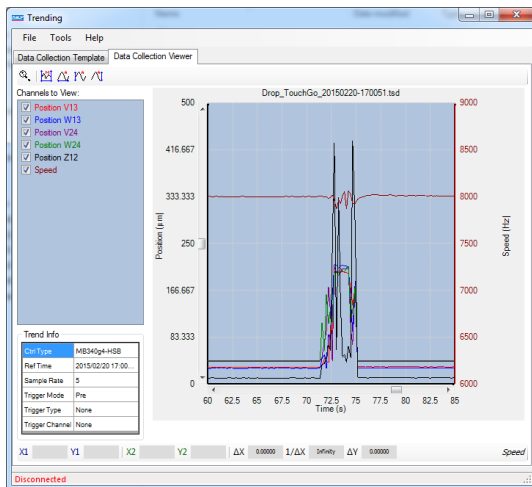 Trending
File Tools Help
Data Collection Template Data Collection Viewer
Channels to View:
Position V13
Position W13
Position V24
Position W24
Position Z12
Speed
Drop_TouchGo_20150220-170051.tsd
500
416.667
333.333
250
166.667
83.333
0
Position (µm)
9000
8500
8000
7500
7000
6500
6000
Speed (Hz)
60 62.5 65 67.5 70 72.5 75 77.5 80 82.5 85
Time (s)
Trend Info
Ctrl Type MB340g4-HSB
Ref Time 2015/02/20 17:00...
Sample Rate 5
Trigger Mode Pre
Trigger Type None
Trigger Channel None
X1 Y1 X2 Y2 ΔX 0.00000 1/ΔX Infinity ΔY 0.00000 Speed
Disconnected